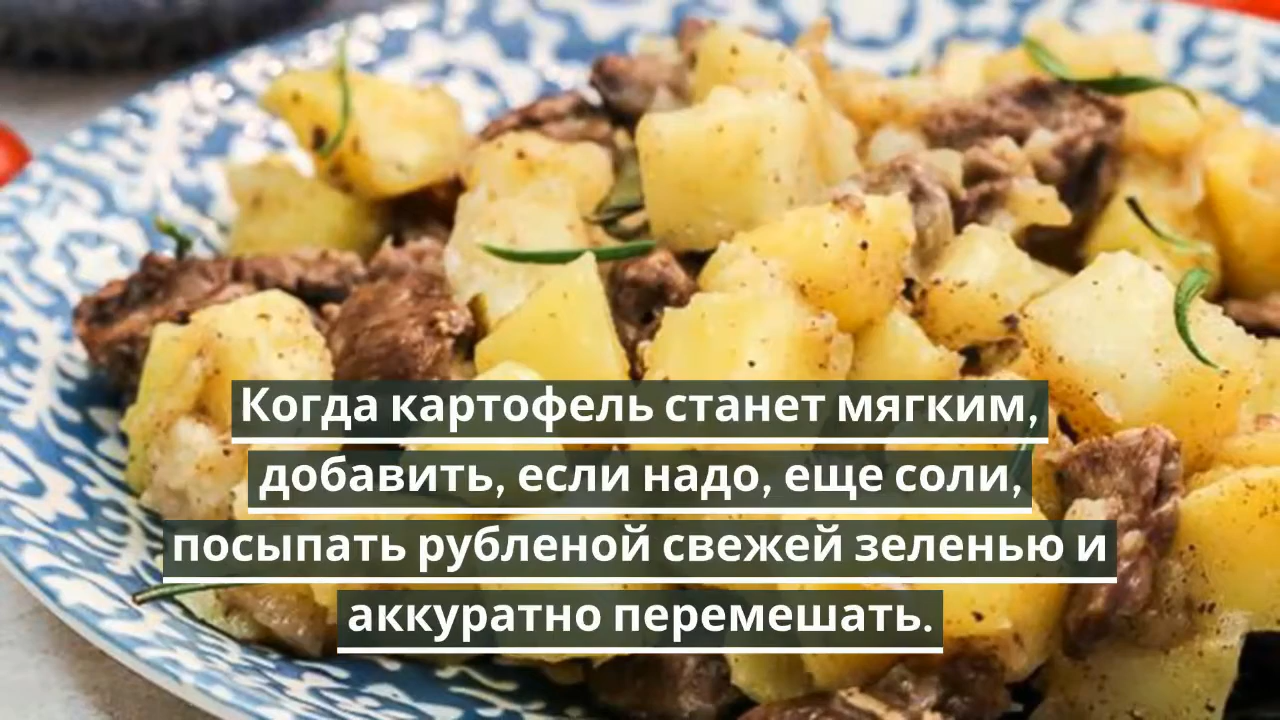 Когда картофель станет мягким,
добавить, если надо, еще соли,
посыпать рубленой свежей зеленью и
аккуратно перемешать.